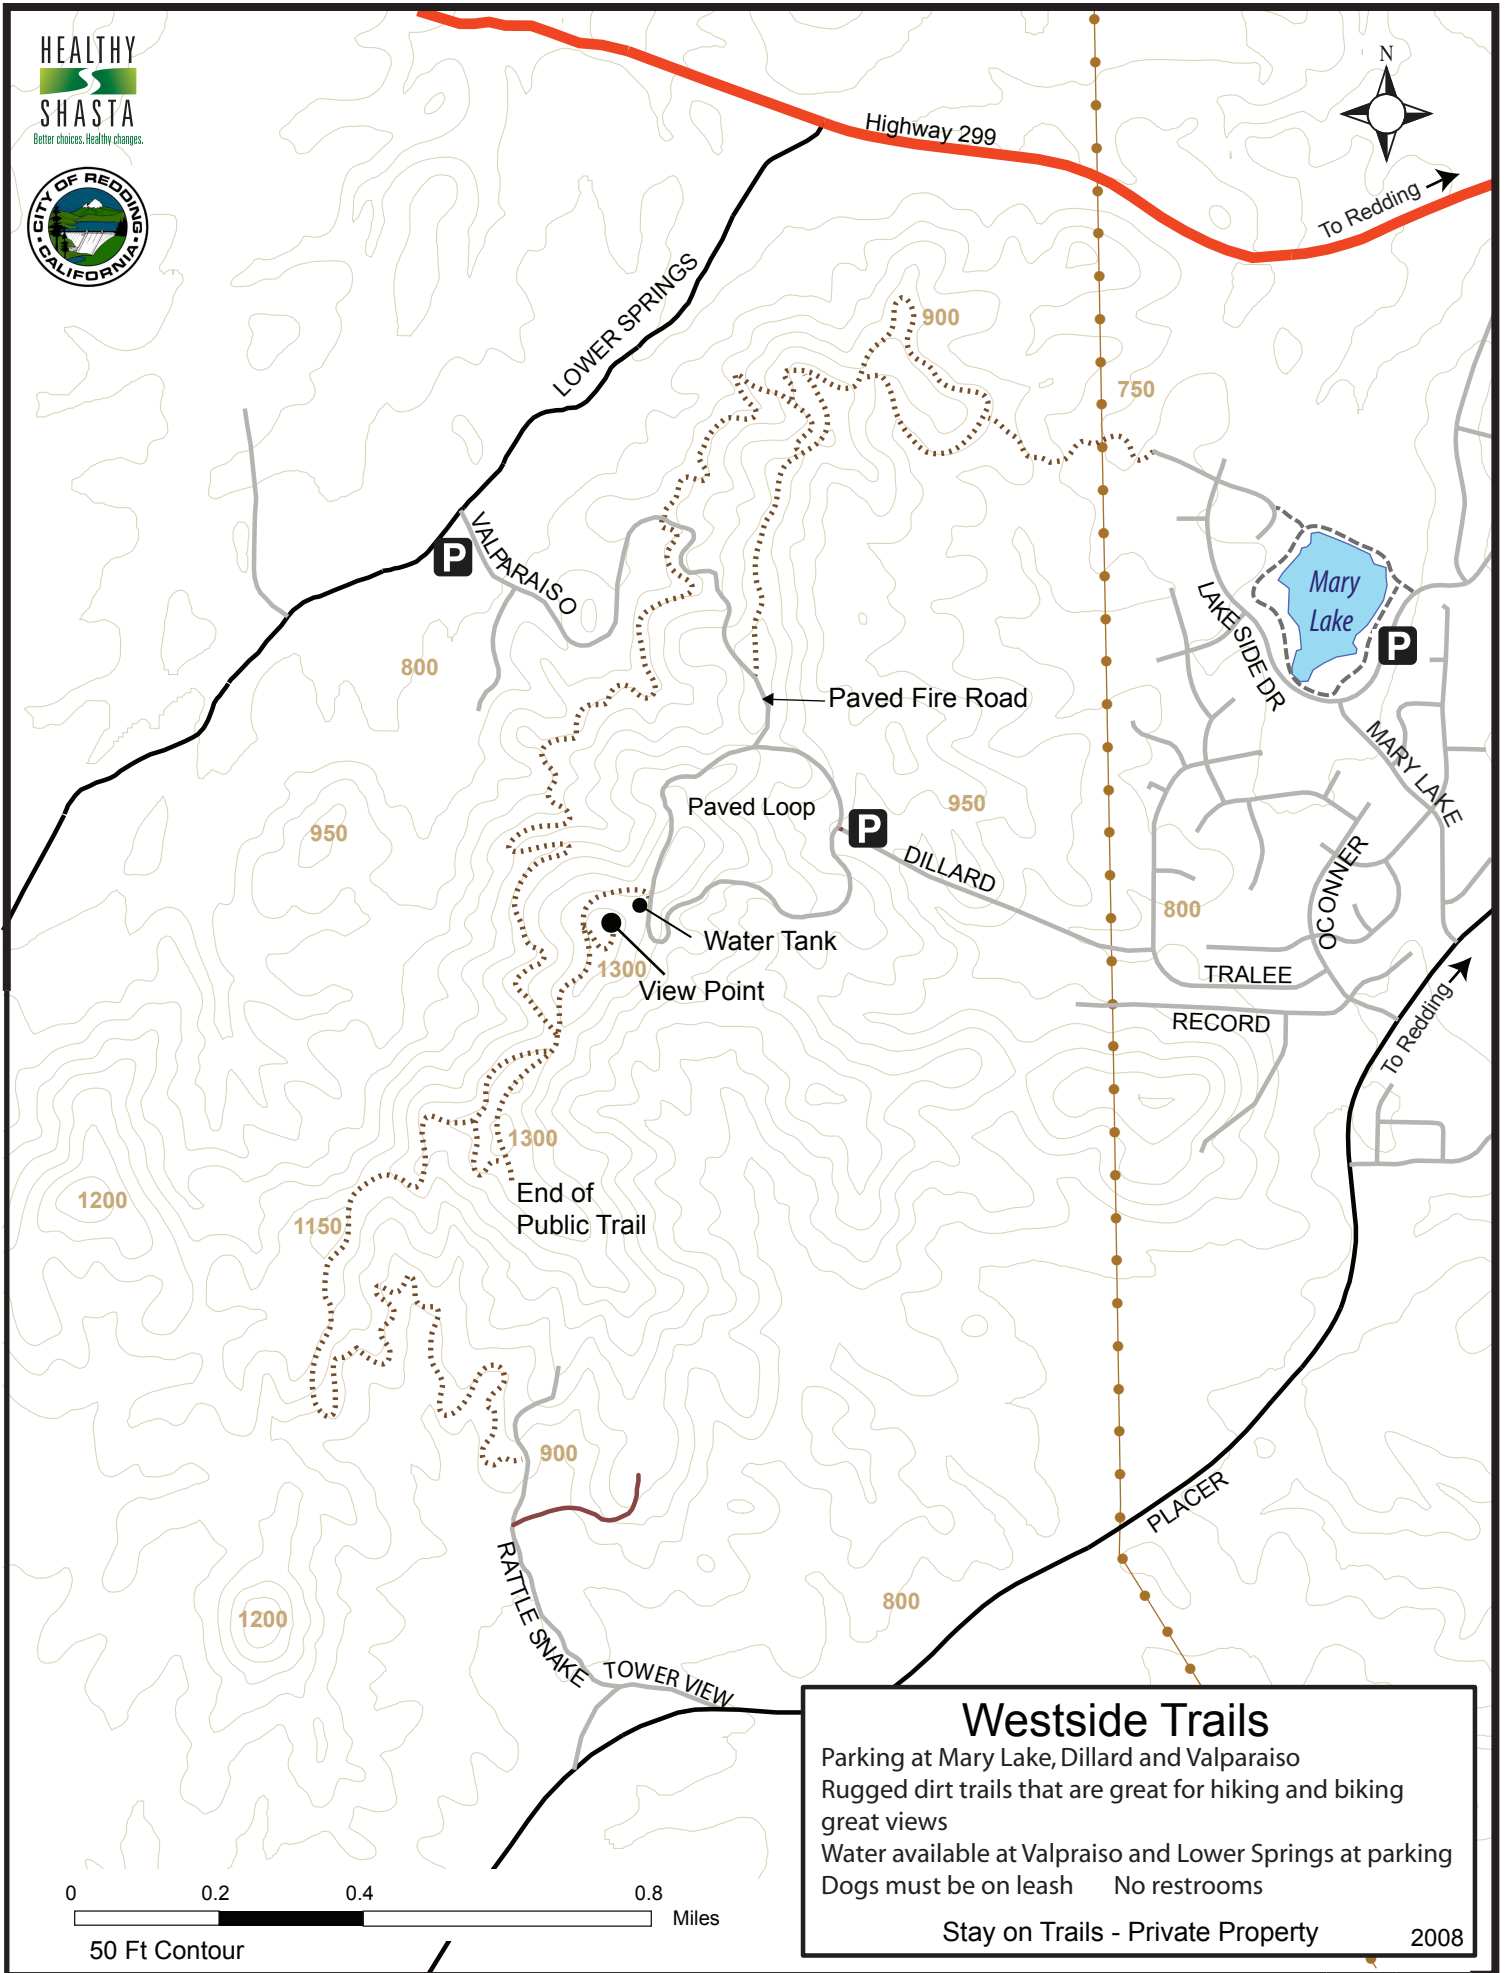 HEALTHY
SHASTA
Better choices. Healthy changes.
CITY OF REDDING
CALIFORNIA
N
Highway 299
To Redding
LOWER SPRINGS
900
750
VALPARAISO
P
Mary
Lake
LAKE SIDE DR
P
800
Paved Fire Road
MARY LAKE
Paved Loop
950
P
950
DILLARD
OCONNER
800
Water Tank
1300
View Point
TRALEE
RECORD
To Redding
1300
1200
End of
Public Trail
1150
900
PLACER
RATTLE SNAKE
800
1200
TOWER VIEW
Westside Trails
Parking at Mary Lake, Dillard and Valparaiso
Rugged dirt trails that are great for hiking and biking
great views
Water available at Valpraiso and Lower Springs at parking
Dogs must be on leash No restrooms
Stay on Trails - Private Property 2008
0 0.2 0.4 0.8
Miles
50 Ft Contour